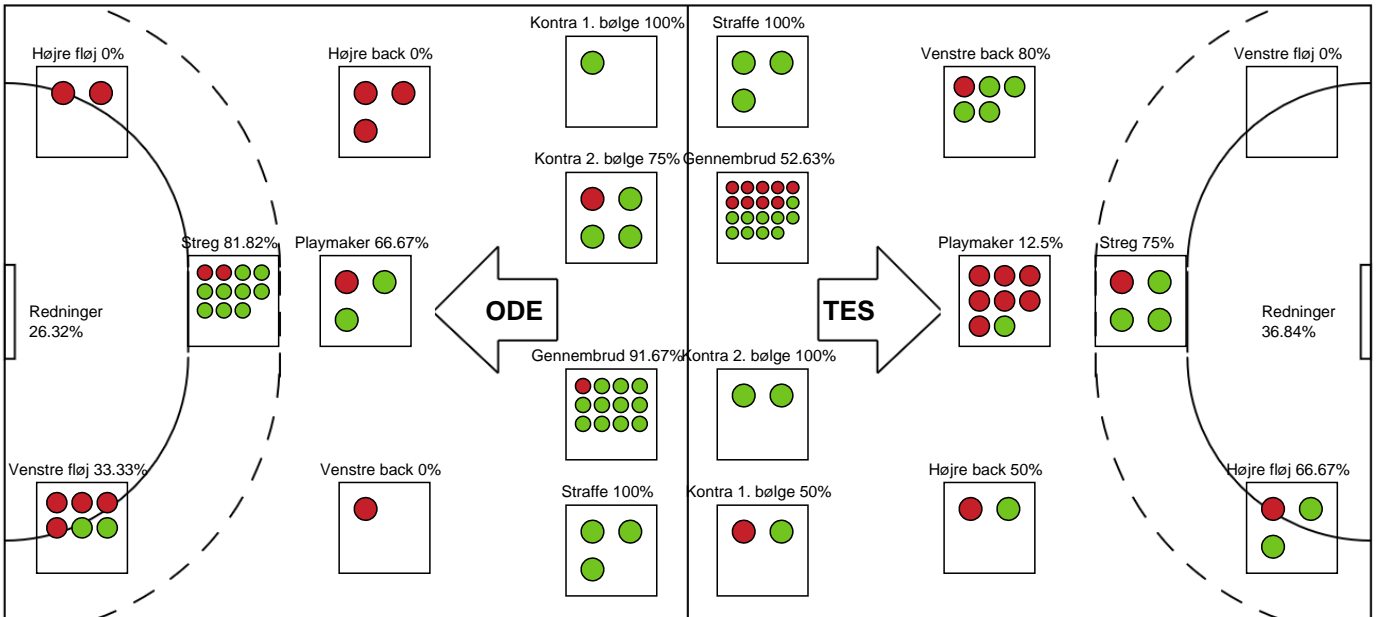 Kontra 1. bølge 100%
Straffe 100%
Højre fløj 0%
Højre back 0%
Venstre back 80%
Venstre fløj 0%
Kontra 2. bølge 75%
Gennembrud 52.63%
Streg 81.82%
Playmaker 66.67%
Playmaker 12.5%
Streg 75%
Redninger
26.32%
ODE
TES
Redninger
36.84%
Gennembrud 91.67%
Kontra 2. bølge 100%
Venstre fløj 33.33%
Venstre back 0%
Højre back 50%
Højre fløj 66.67%
Straffe 100%
Kontra 1. bølge 50%